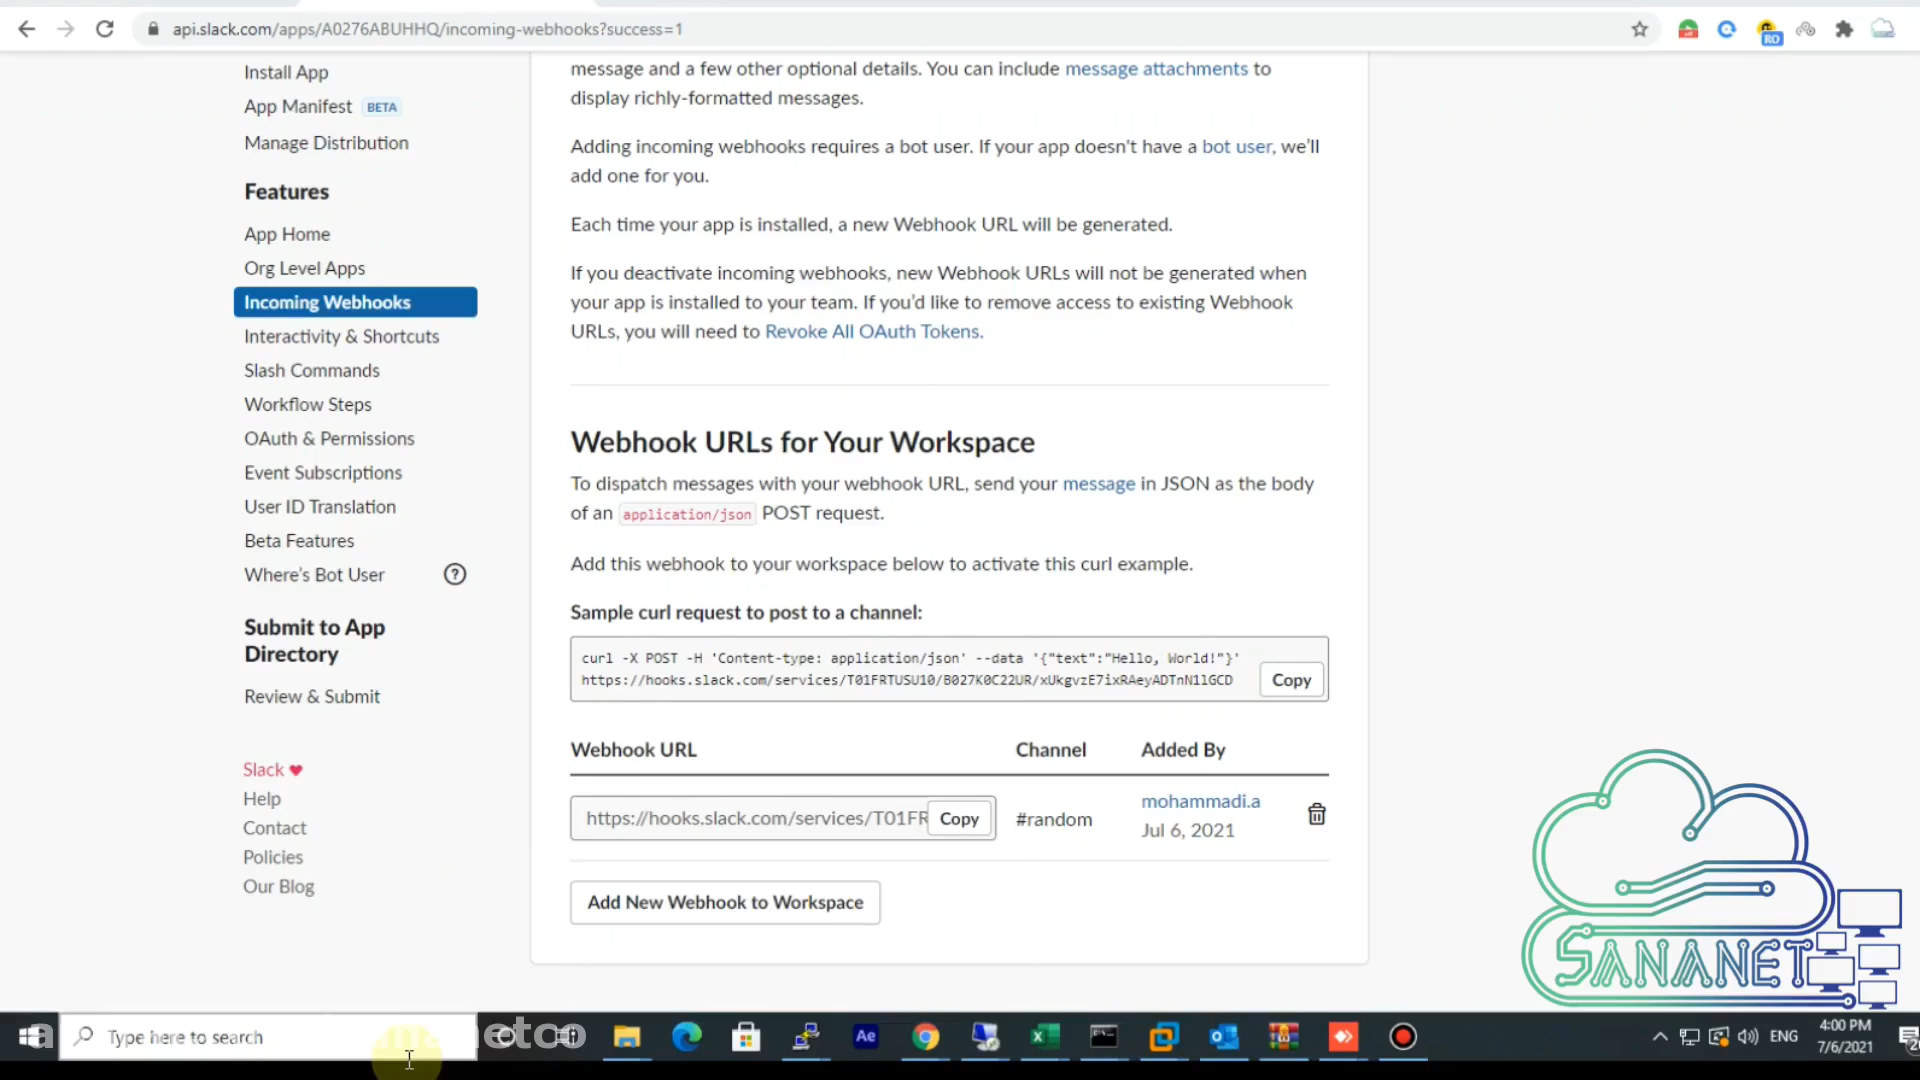 api.slack.com/apps/A0276ABUHHQ/incoming-webhooks?success=1
RO
Install App
App Manifest BETA
Manage Distribution
Features
App Home
Org Level Apps
Incoming Webhooks
Interactivity & Shortcuts
Slash Commands
Workflow Steps
OAuth & Permissions
Event Subscriptions
User ID Translation
Beta Features
Where's Bot User ?
Submit to App
Directory
Review & Submit
Slack ♥
Help
Contact
Policies
Our Blog
message and a few other optional details. You can include message attachments to
display richly-formatted messages.
Adding incoming webhooks requires a bot user. If your app doesn't have a bot user, we'll
add one for you.
Each time your app is installed, a new Webhook URL will be generated.
If you deactivate incoming webhooks, new Webhook URLs will not be generated when
your app is installed to your team. If you'd like to remove access to existing Webhook
URLs, you will need to Revoke All OAuth Tokens.
Webhook URLs for Your Workspace
To dispatch messages with your webhook URL, send your message in JSON as the body
of an application/json POST request.
Add this webhook to your workspace below to activate this curl example.
Sample curl request to post to a channel:
curl -X POST -H 'Content-type: application/json' --data '{"text":"Hello, World!"}'
https://hooks.slack.com/services/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
Copy
Webhook URL Channel Added By
https://hooks.slack.com/services/T01FR Copy #random mohammadi.a
Jul 6, 2021
Add New Webhook to Workspace
SANANET
Type here to search
netco
Ae
ENG
4:00 PM
7/6/2021